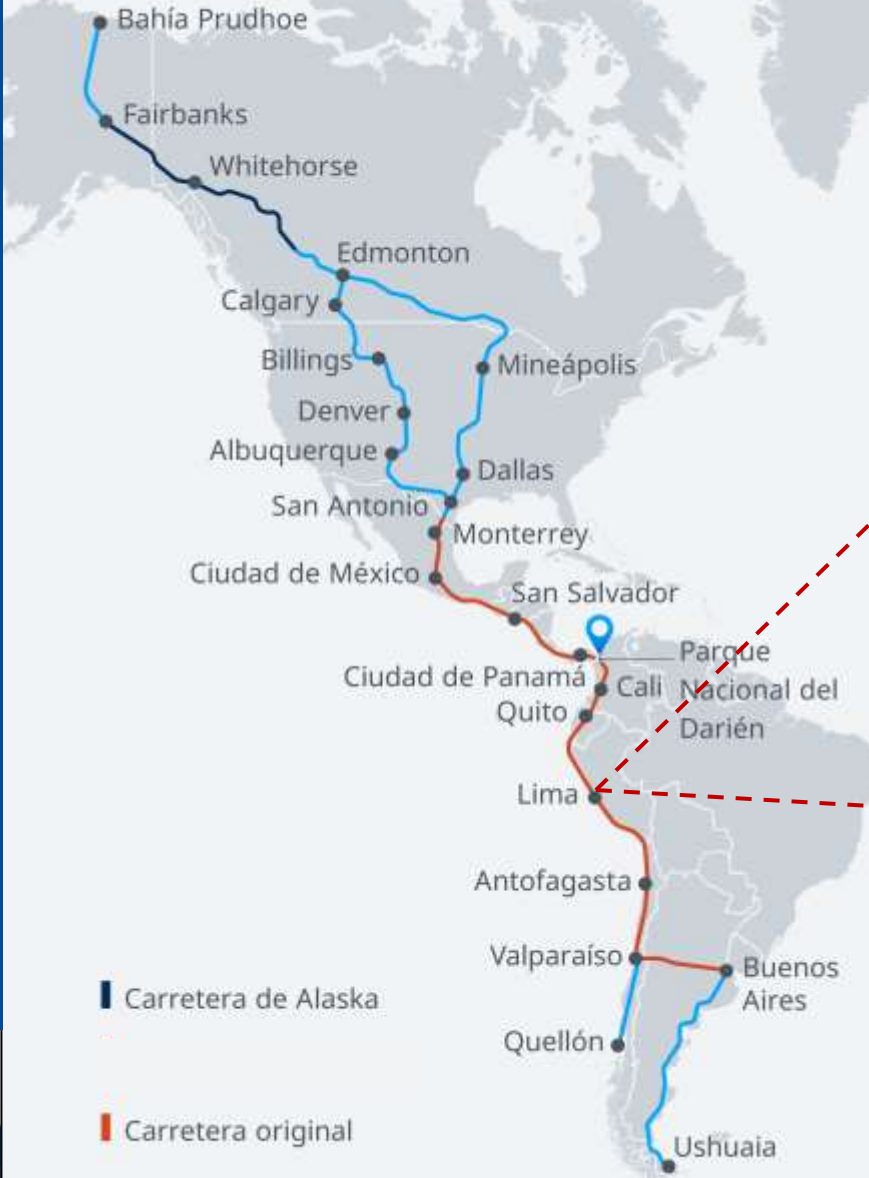 Bahía Prudhoe
Fairbanks
Whitehorse
Edmonton
Calgary
Billings
Mineápolis
Denver
Albuquerque
Dallas
San Antonio
Monterrey
Ciudad de México
San Salvador
Parque
Nacional del
Darién
Ciudad de Panamá
Cali
Quito
Lima
Antofagasta
Valparaíso
Buenos
Aires
Carretera de Alaska
Quellón
Carretera original
Ushuaia